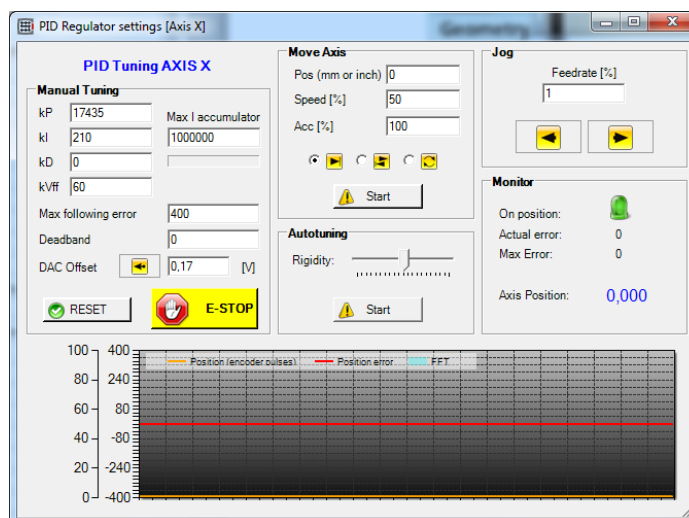 PID Regulator settings [Axis X]
Geometry
PID Tuning AXIS X
Manual Tuning
kP 17435
Max I accumulator
kI 210 1000000
kD 0
kVff 60
Max following error 400
Deadband 0
DAC Offset 0,17 [V]
RESET E-STOP
Move Axis
Pos (mm or inch) 0
Speed [%] 50
Acc [%] 100
Start
Autotuning
Rigidity:
Start
Jog
Feedrate [%]
1
Monitor
On position:
Actual error: 0
Max Error: 0
Axis Position: 0,000
Position (encoder pulses) Position error FFT
100 400
80 240
60 80
40 -80
20 -240
0 -400